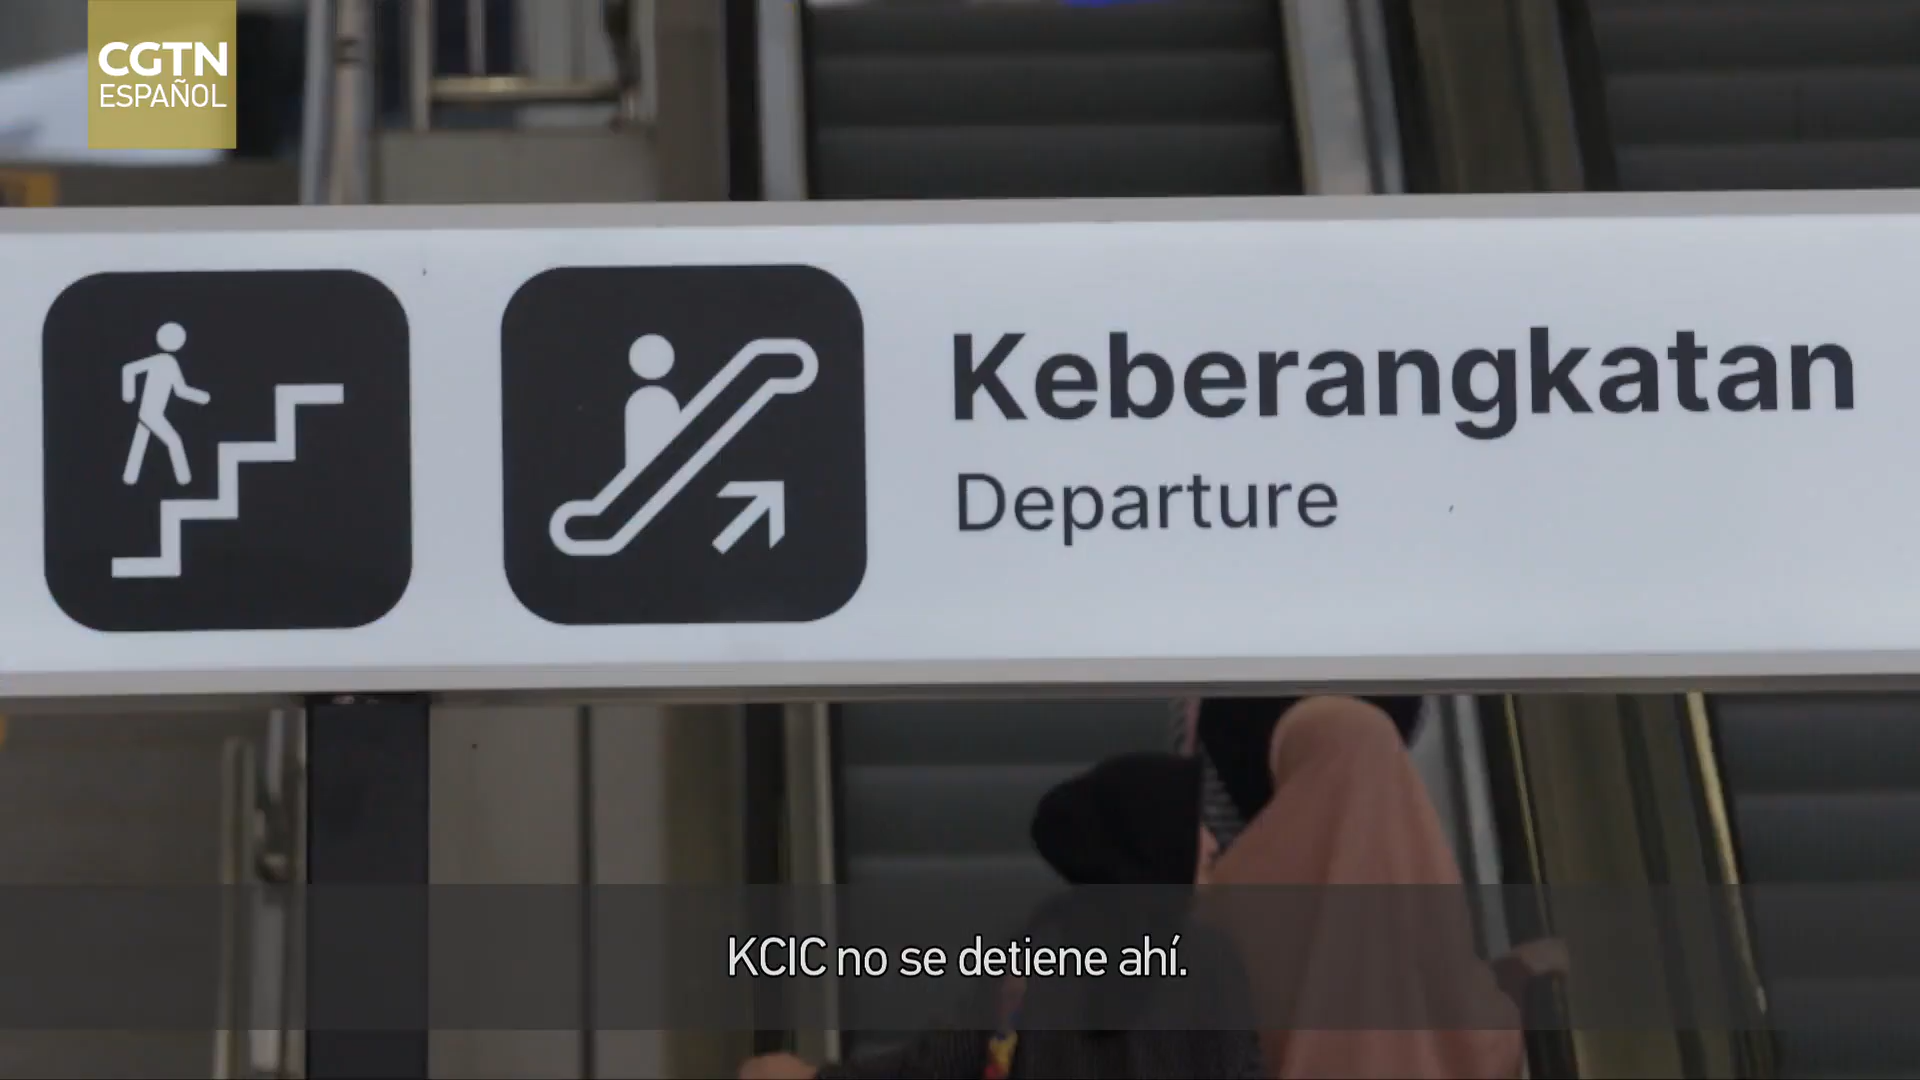 CGTN
ESPAÑOL
Keberangkatan
Departure
KCIC no se detiene ahí.